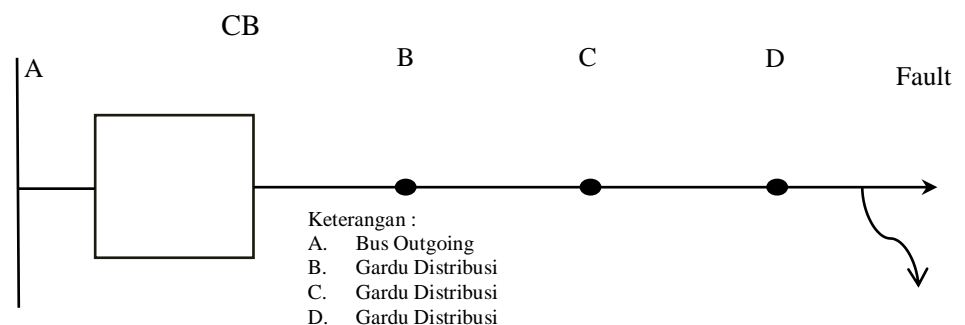 CB
A
B
C
D
Fault
Keterangan :
A. Bus Outgoing
B. Gardu Distribusi
C. Gardu Distribusi
D. Gardu Distribusi